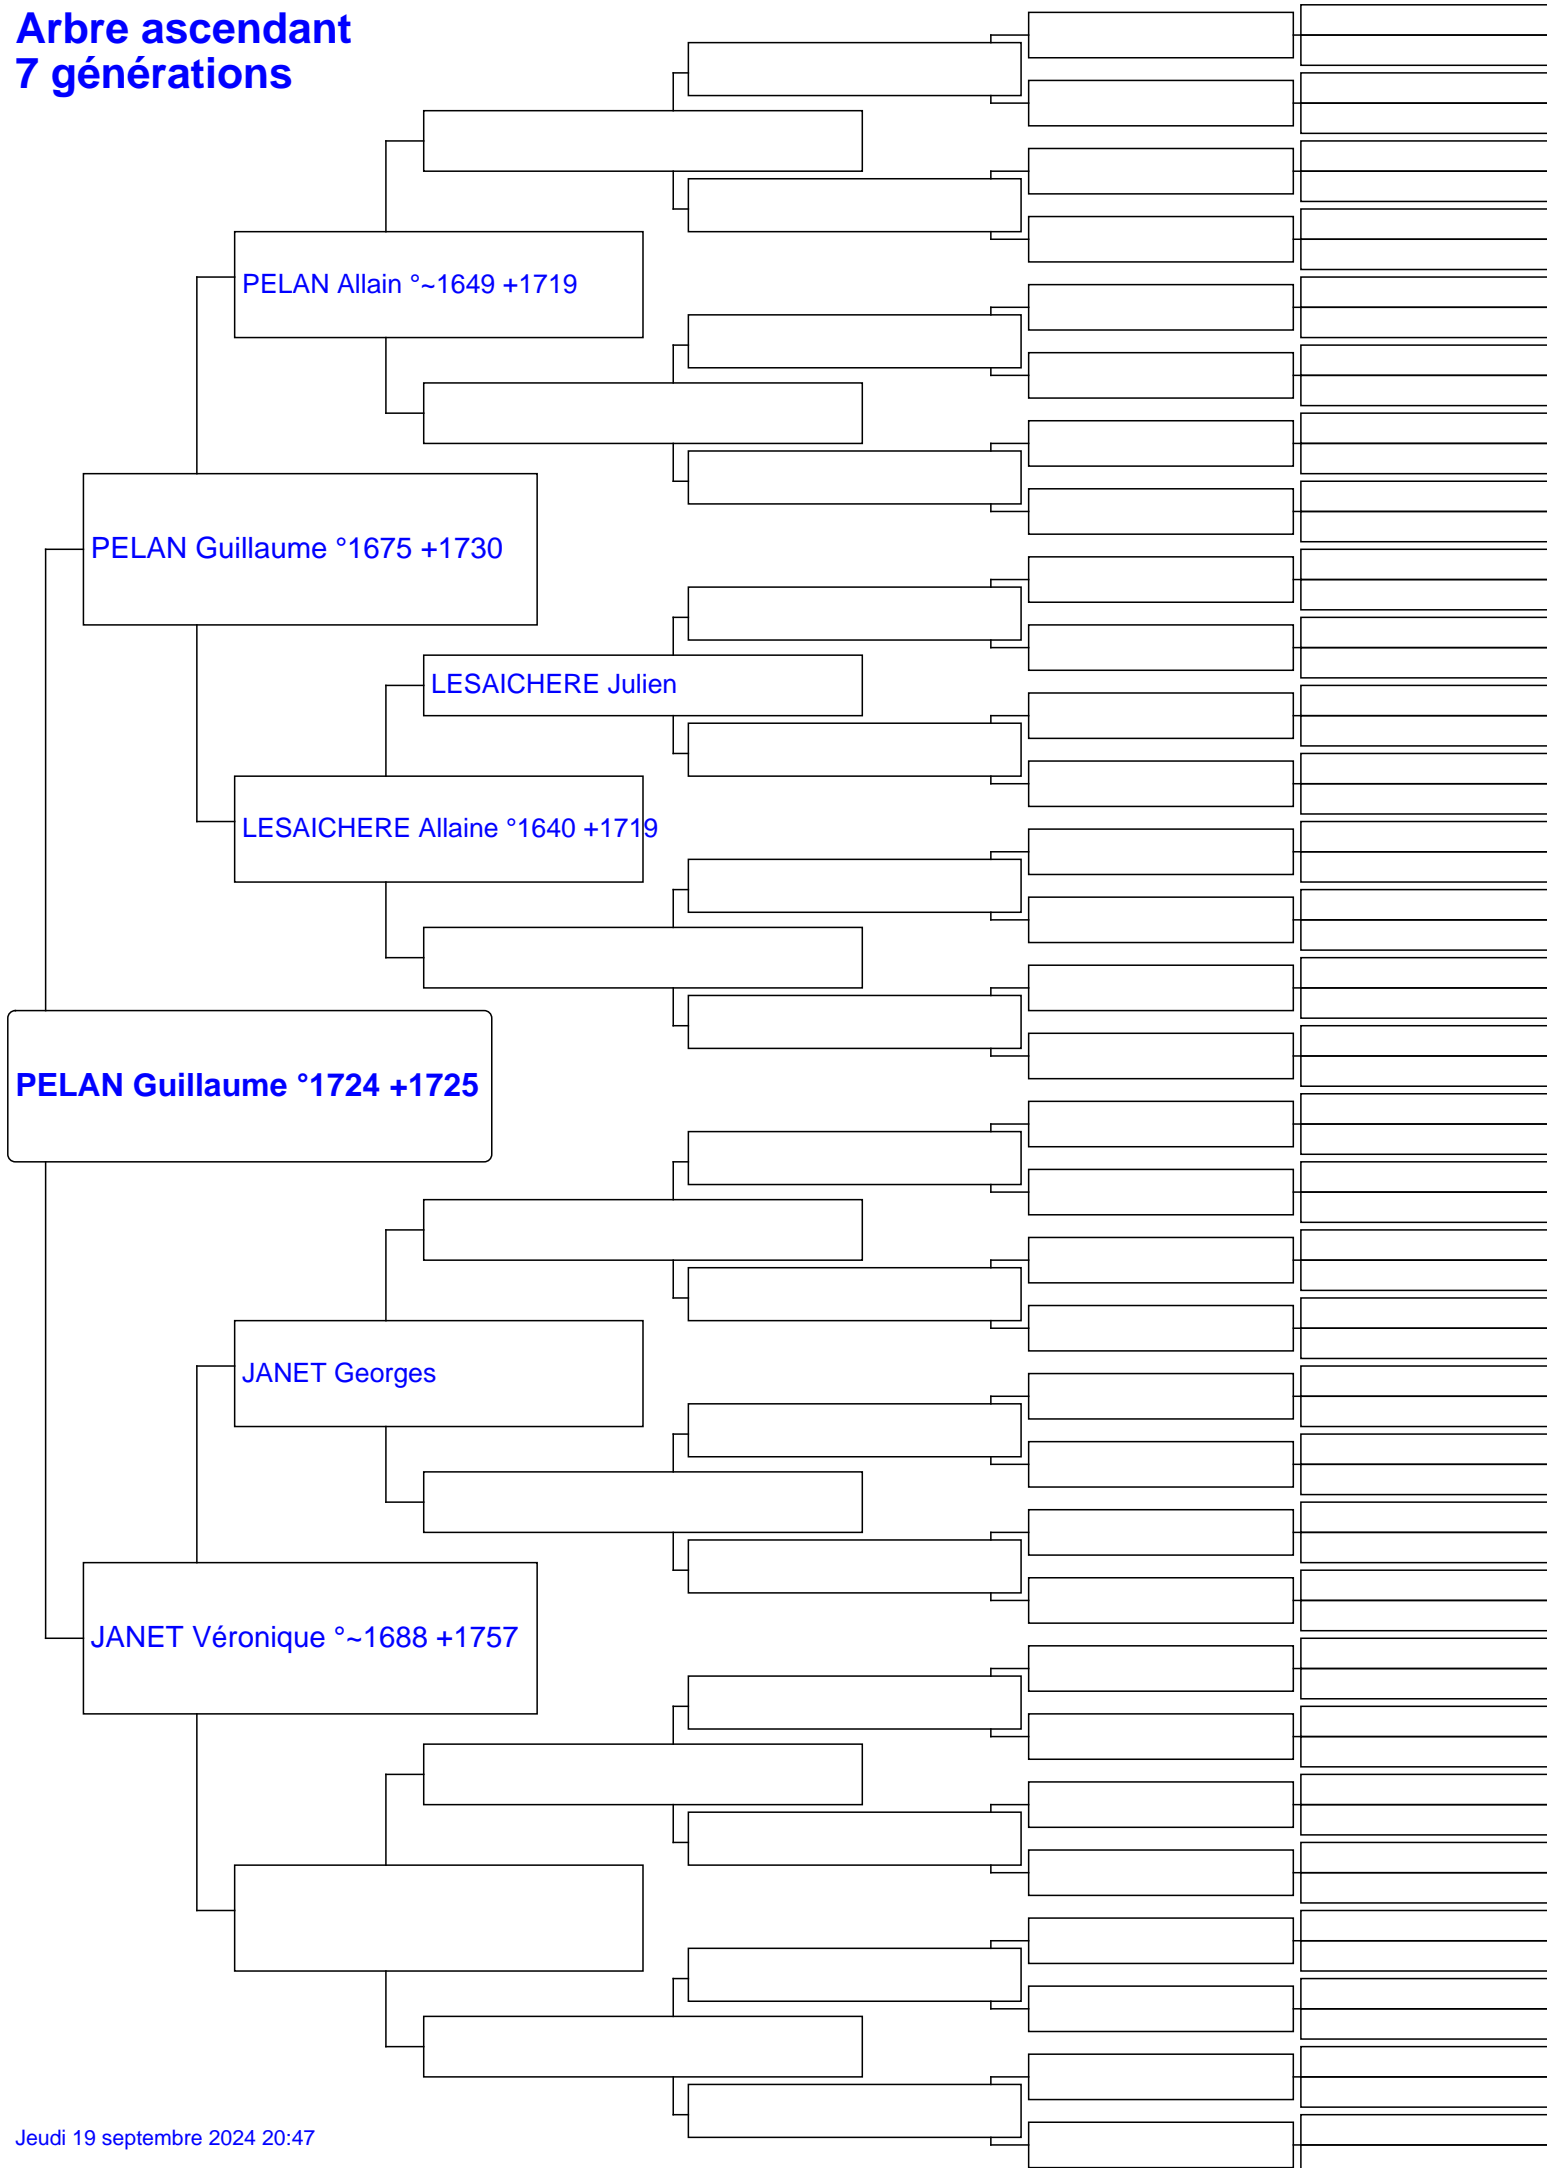 Arbre ascendant
7 générations
PELAN Allain °~1649 +1719
PELAN Guillaume °1675 +1730
LESAICHERE Julien
LESAICHERE Allaine °1640 +1719
PELAN Guillaume °1724 +1725
JANET Georges
JANET Véronique °~1688 +1757
Jeudi 19 septembre 2024 20:47